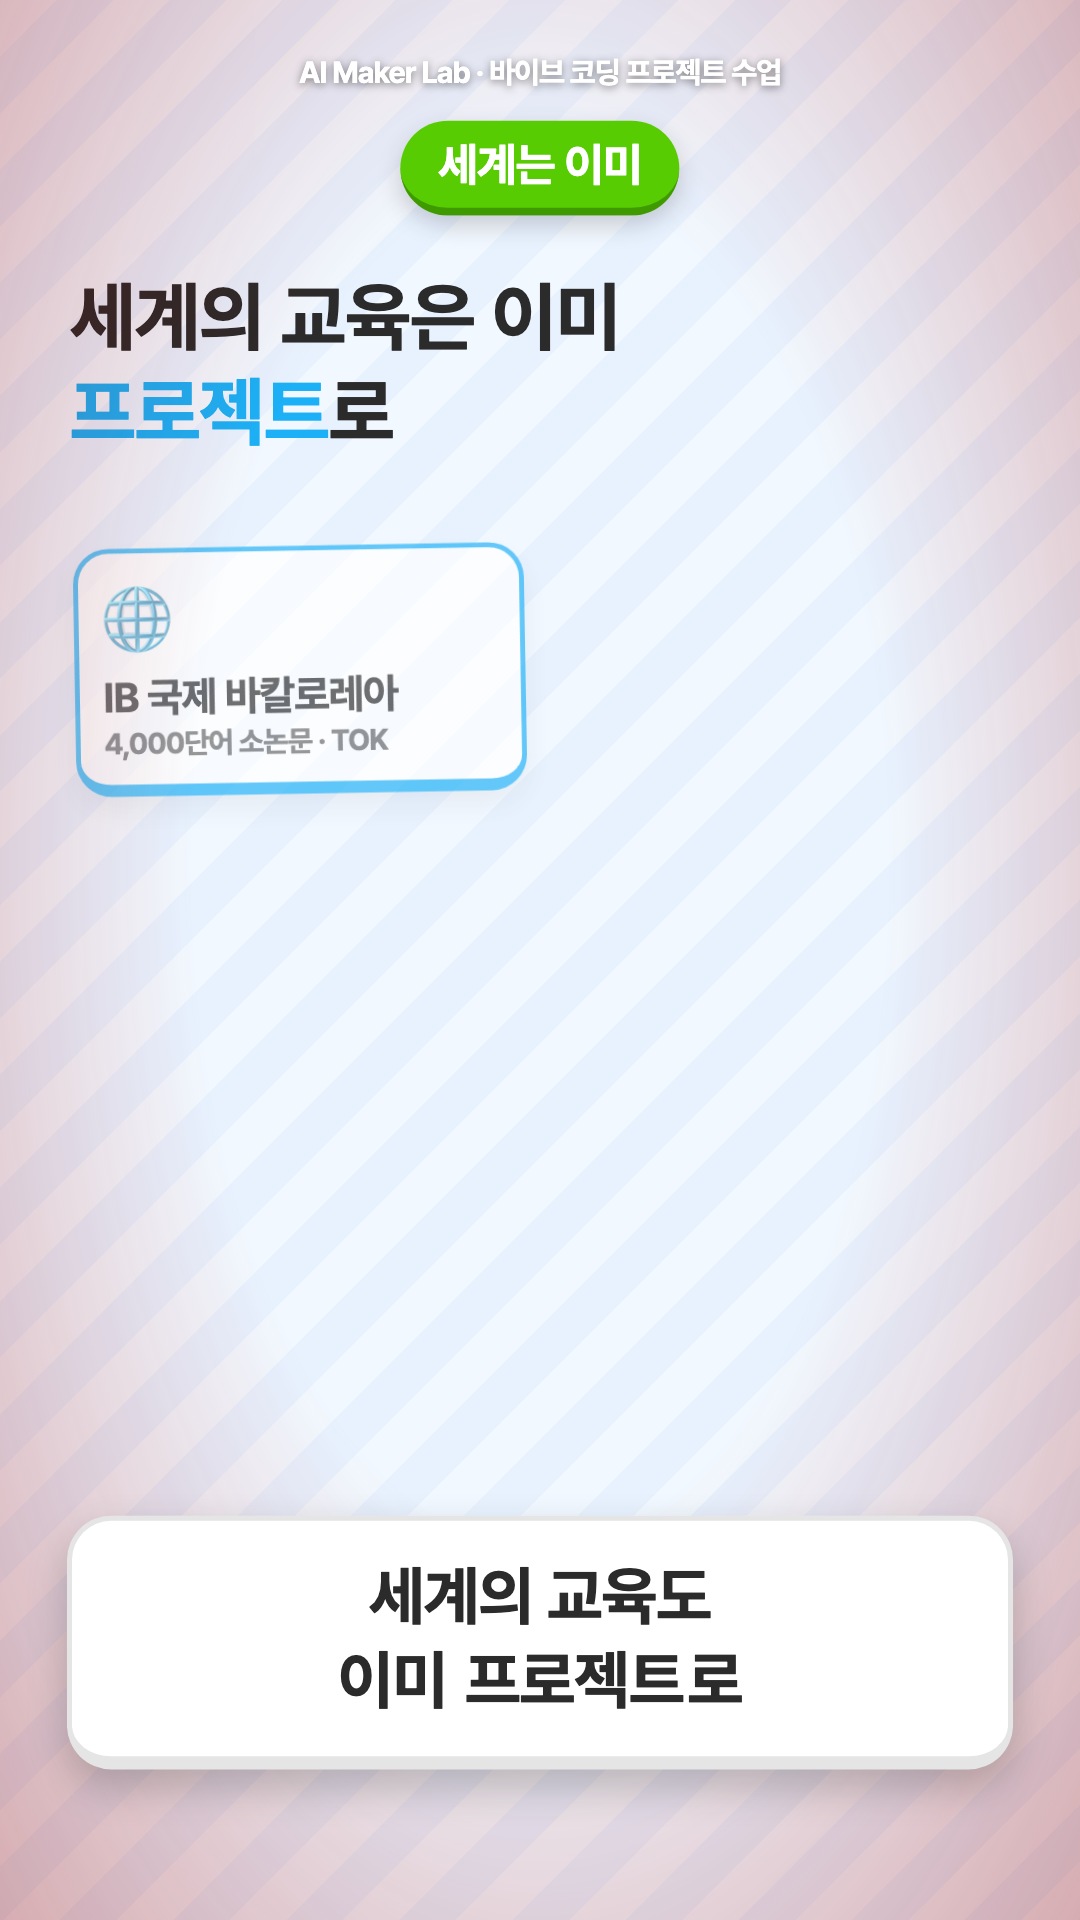 AI Maker Lab · 바이브 코딩 프로젝트 수업
세계는 이미
세계의 교육은 이미
프로젝트로
IB 국제 바칼로레아
4,000단어 소논문 · TOK
세계의 교육도
이미 프로젝트로